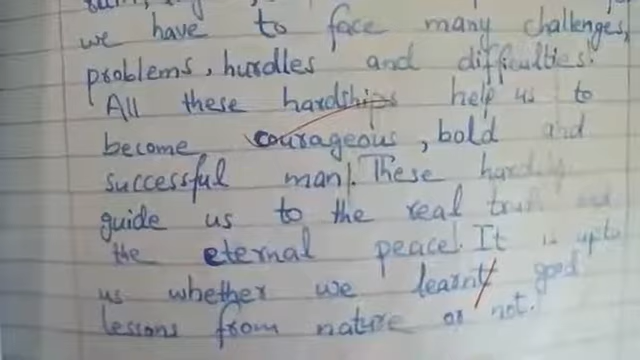 we have to face many challenges,
problems, hurdles and difficulties.
All these hardships help us to
become courageous, bold and
successful man. These
guide us to the real
the eternal peace. It is upto
us whether we learnt good
lessons from nature or not.